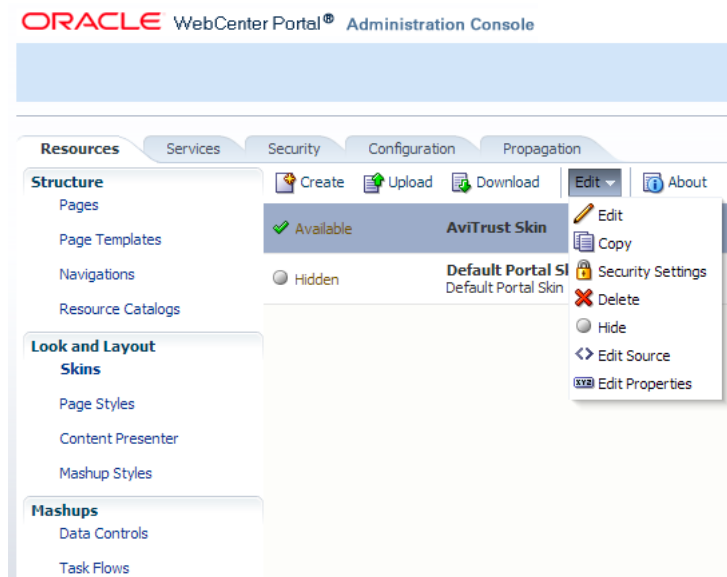 ORACLE WebCenter Portal® Administration Console
Resources Services Security Configuration Propagation
Structure
Pages
Page Templates
Navigations
Resource Catalogs
Look and Layout
Skins
Page Styles
Content Presenter
Mashup Styles
Mashups
Data Controls
Task Flows
Create Upload Download Edit About
Available AviTrust Skin
Hidden Default Portal Sk
Default Portal Skin
Edit
Copy
Security Settings
Delete
Hide
Edit Source
XYZ Edit Properties